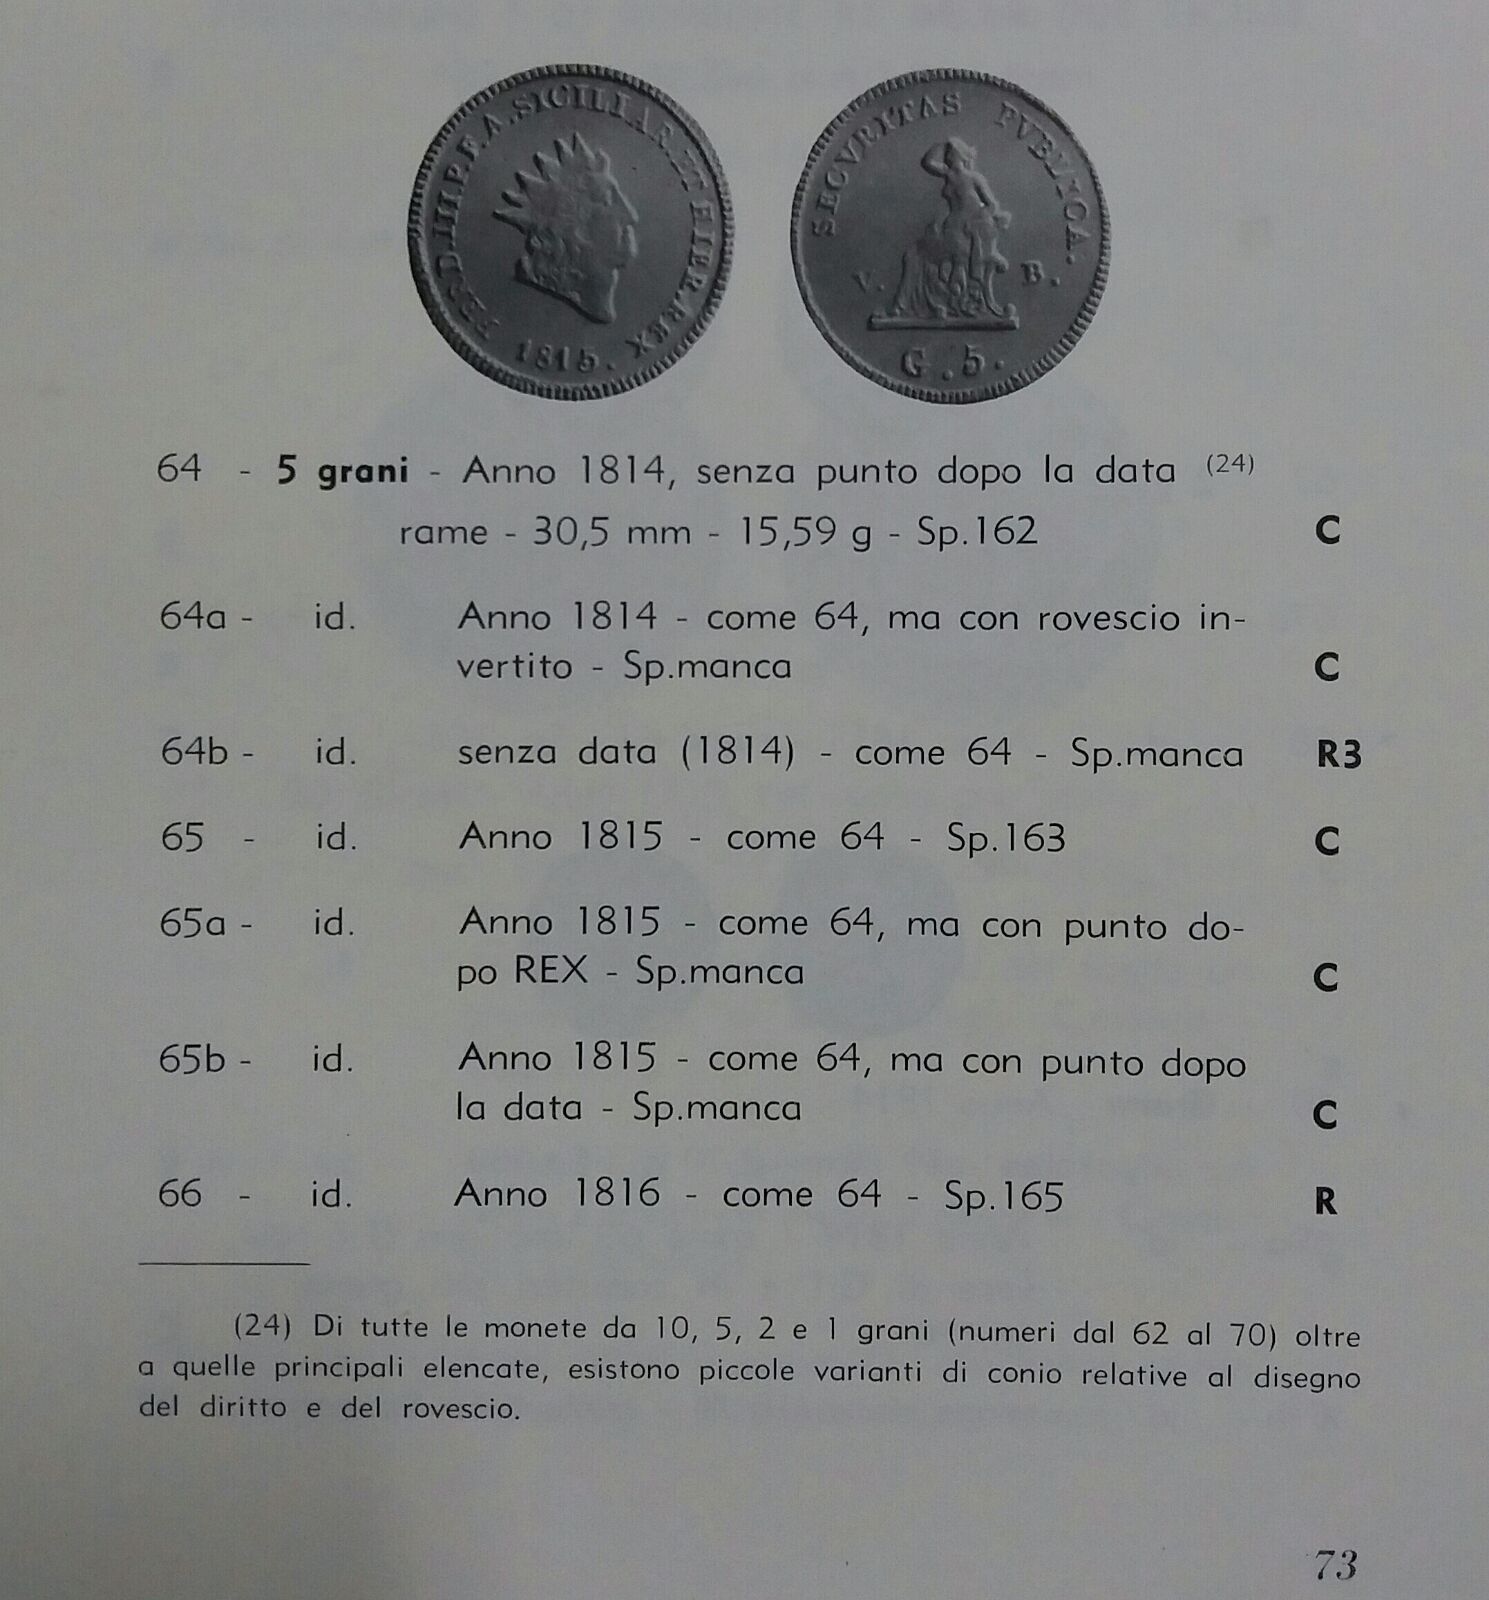 FERD.III.P.F.A.SICILIAR.ET HIER.REX
1815.
SECVRITAS PVBLICA.
V. B.
G.5.
64 - 5 grani - Anno 1814, senza punto dopo la data (24)
rame - 30,5 mm - 15,59 g - Sp.162 C
64a - id. Anno 1814 - come 64, ma con rovescio in-
vertito - Sp.manca C
64b - id. senza data (1814) - come 64 - Sp.manca R3
65 - id. Anno 1815 - come 64 - Sp.163 C
65a - id. Anno 1815 - come 64, ma con punto do-
po REX - Sp.manca C
65b - id. Anno 1815 - come 64, ma con punto dopo
la data - Sp.manca C
66 - id. Anno 1816 - come 64 - Sp.165 R
(24) Di tutte le monete da 10, 5, 2 e 1 grani (numeri dal 62 al 70) oltre
a quelle principali elencate, esistono piccole varianti di conio relative al disegno
del diritto e del rovescio.
73